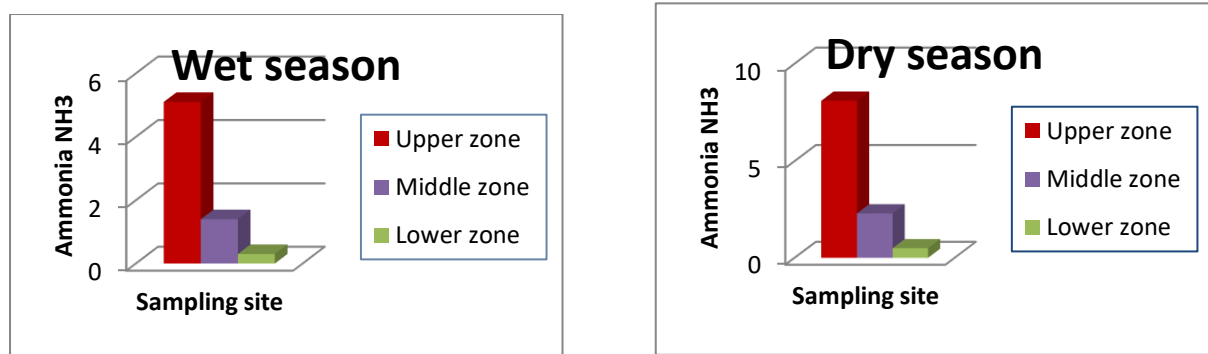 Wet season
6
4
2
0
Ammonia NH3
Sampling site
Upper zone
Middle zone
Lower zone
Dry season
10
5
0
Ammonia NH3
Sampling site
Upper zone
Middle zone
Lower zone